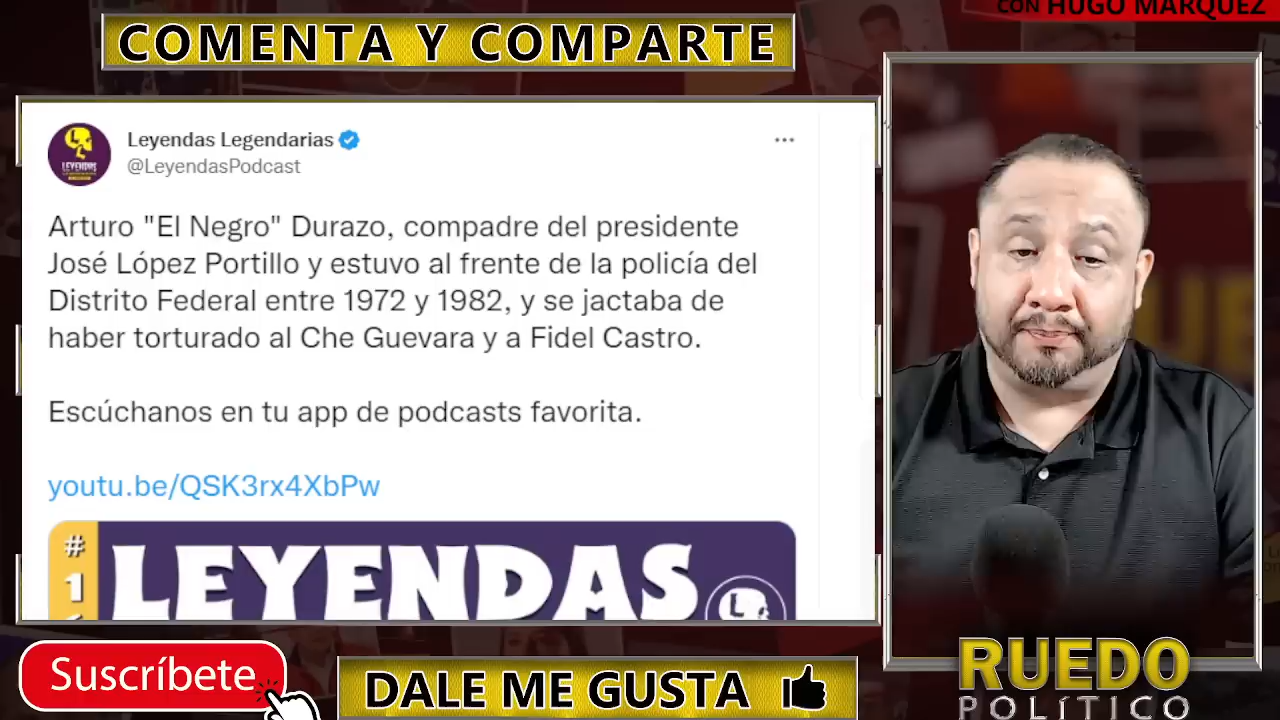 CON HUGO MÁRQUEZ
COMENTA Y COMPARTE
Leyendas Legendarias
@LeyendasPodcast
Arturo "El Negro" Durazo, compadre del presidente
José López Portillo y estuvo al frente de la policía del
Distrito Federal entre 1972 y 1982, y se jactaba de
haber torturado al Che Guevara y a Fidel Castro.
Escúchanos en tu app de podcasts favorita.
youtu.be/QSK3rx4XbPw
#
1
LEYENDAS
Suscríbete
DALE ME GUSTA
RUEDO
POLÍTICO